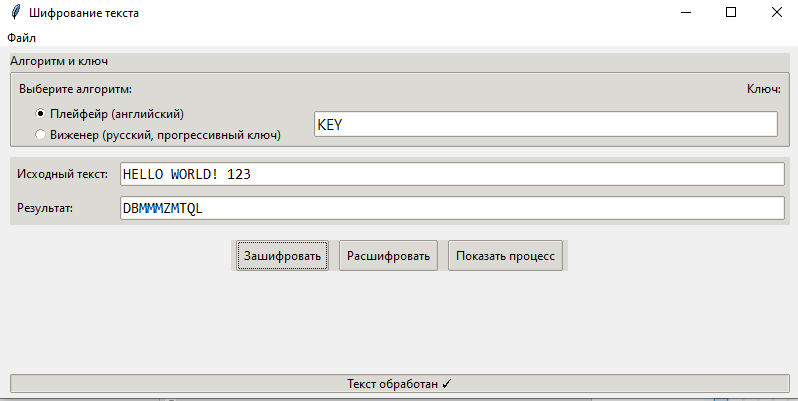 Шифрование текста
Файл
Алгоритм и ключ
Выберите алгоритм: Ключ:
Плейфейр (английский)
KEY
Виженер (русский, прогрессивный ключ)
Исходный текст: HELLO WORLD! 123
Результат: DBMMMZMTQL
Зашифровать Расшифровать Показать процесс
Текст обработан ✓